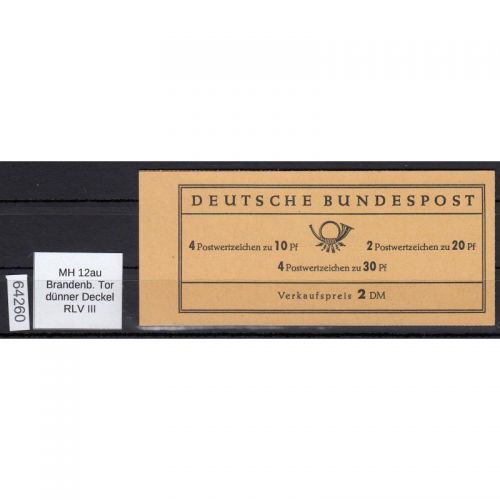 64260
MH 12au
Brandenb. Tor
dünner Deckel
RLV III
DEUTSCHE BUNDESPOST
4 Postwertzeichen zu 10 Pf 2 Postwertzeichen zu 20 Pf
4 Postwertzeichen zu 30 Pf
Verkaufspreis 2 DM